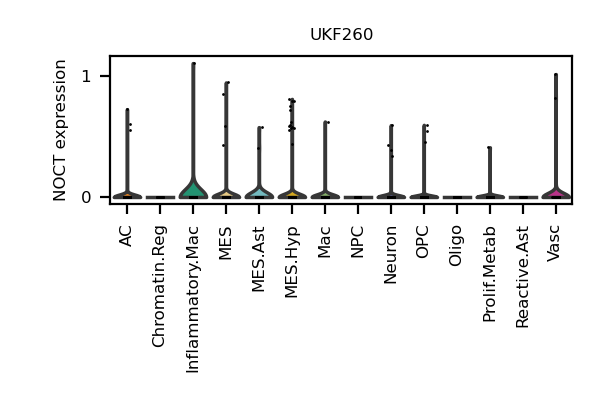 UKF260
NOCT expression
1
0
AC
Chromatin.Reg
Inflammatory.Mac
MES
MES.Ast
MES.Hyp
Mac
NPC
Neuron
OPC
Oligo
Prolif.Metab
Reactive.Ast
Vasc